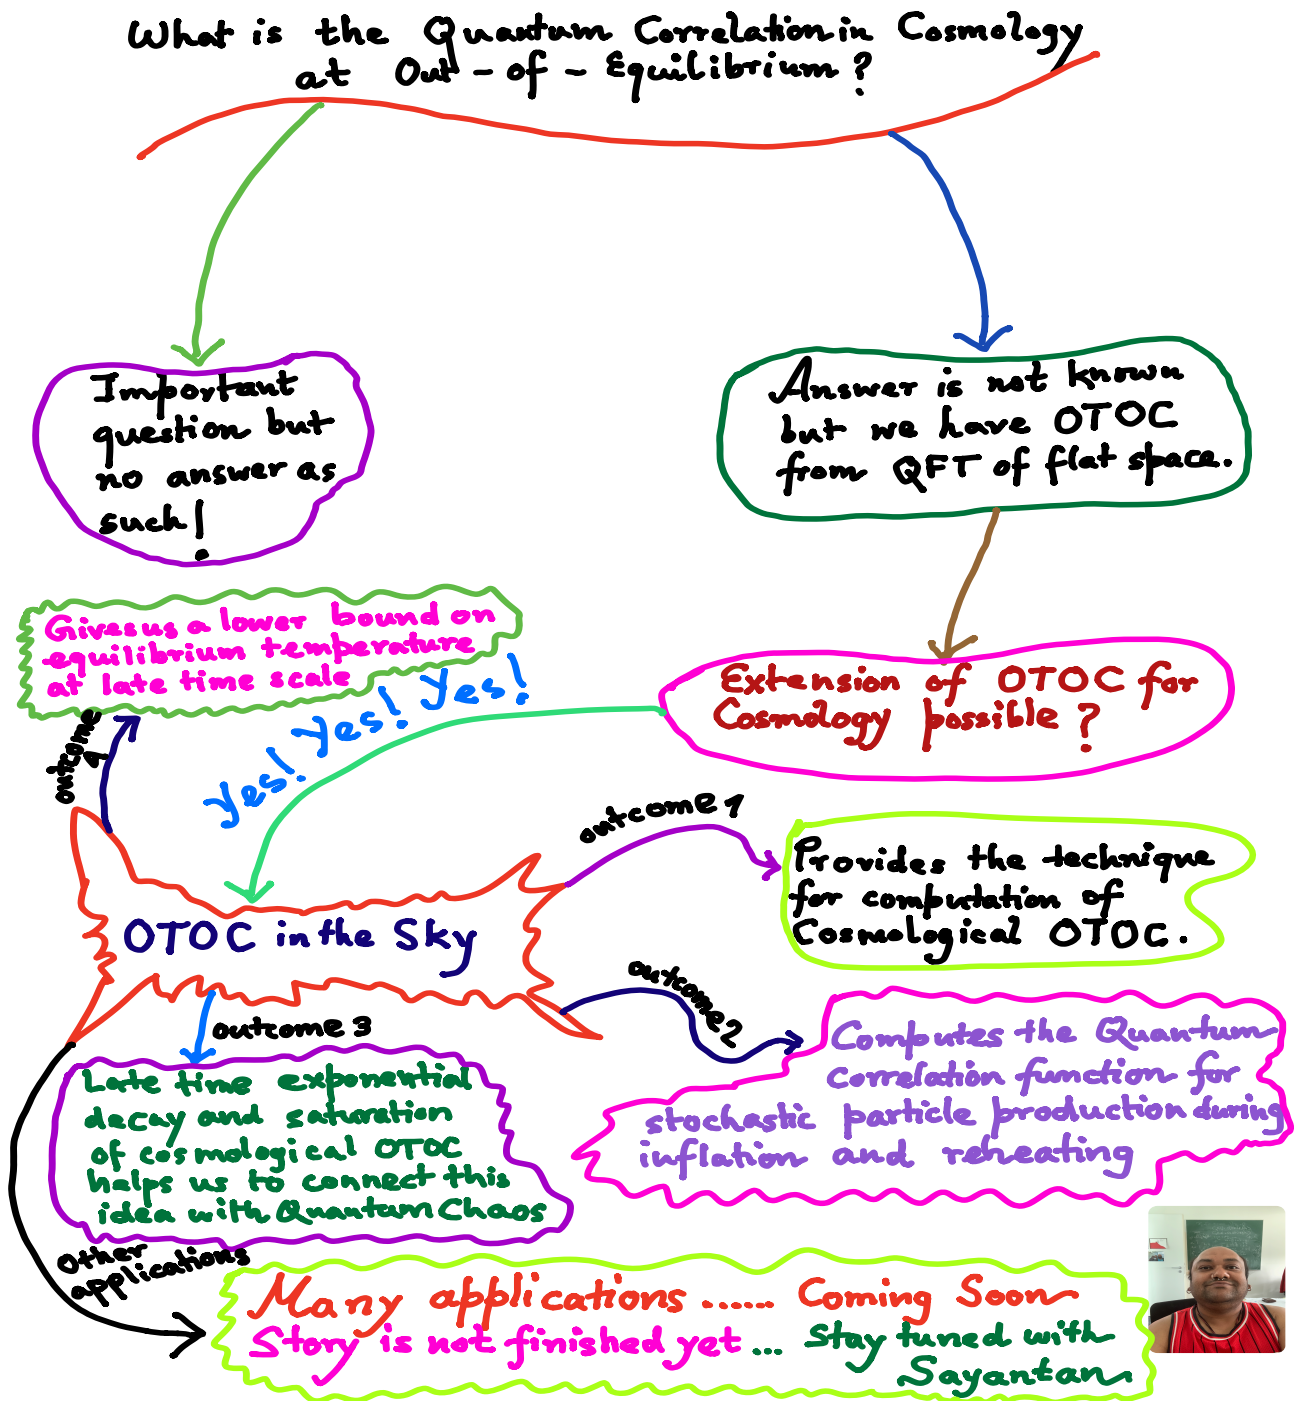 What is the Quantum Correlation in Cosmology
at Out-of-Equilibrium?
Important
question but
no answer as
such!
Answer is not known
but we have OTOC
from QFT of flat space.
Gives us a lower bound on
equilibrium temperature
at late time scale
Extension of OTOC for
Cosmology possible?
Yes! Yes! Yes!
outcome
4
outcome 1
Provides the technique
for computation of
Cosmological OTOC.
OTOC in the Sky
outcome 2
Computes the Quantum
correlation function for
stochastic particle production during
inflation and reheating
outcome 3
Late time exponential
decay and saturation
of cosmological OTOC
helps us to connect this
idea with Quantum Chaos
Other
applications
Many applications ...... Coming Soon
Story is not finished yet ... Stay tuned with
Sayantan